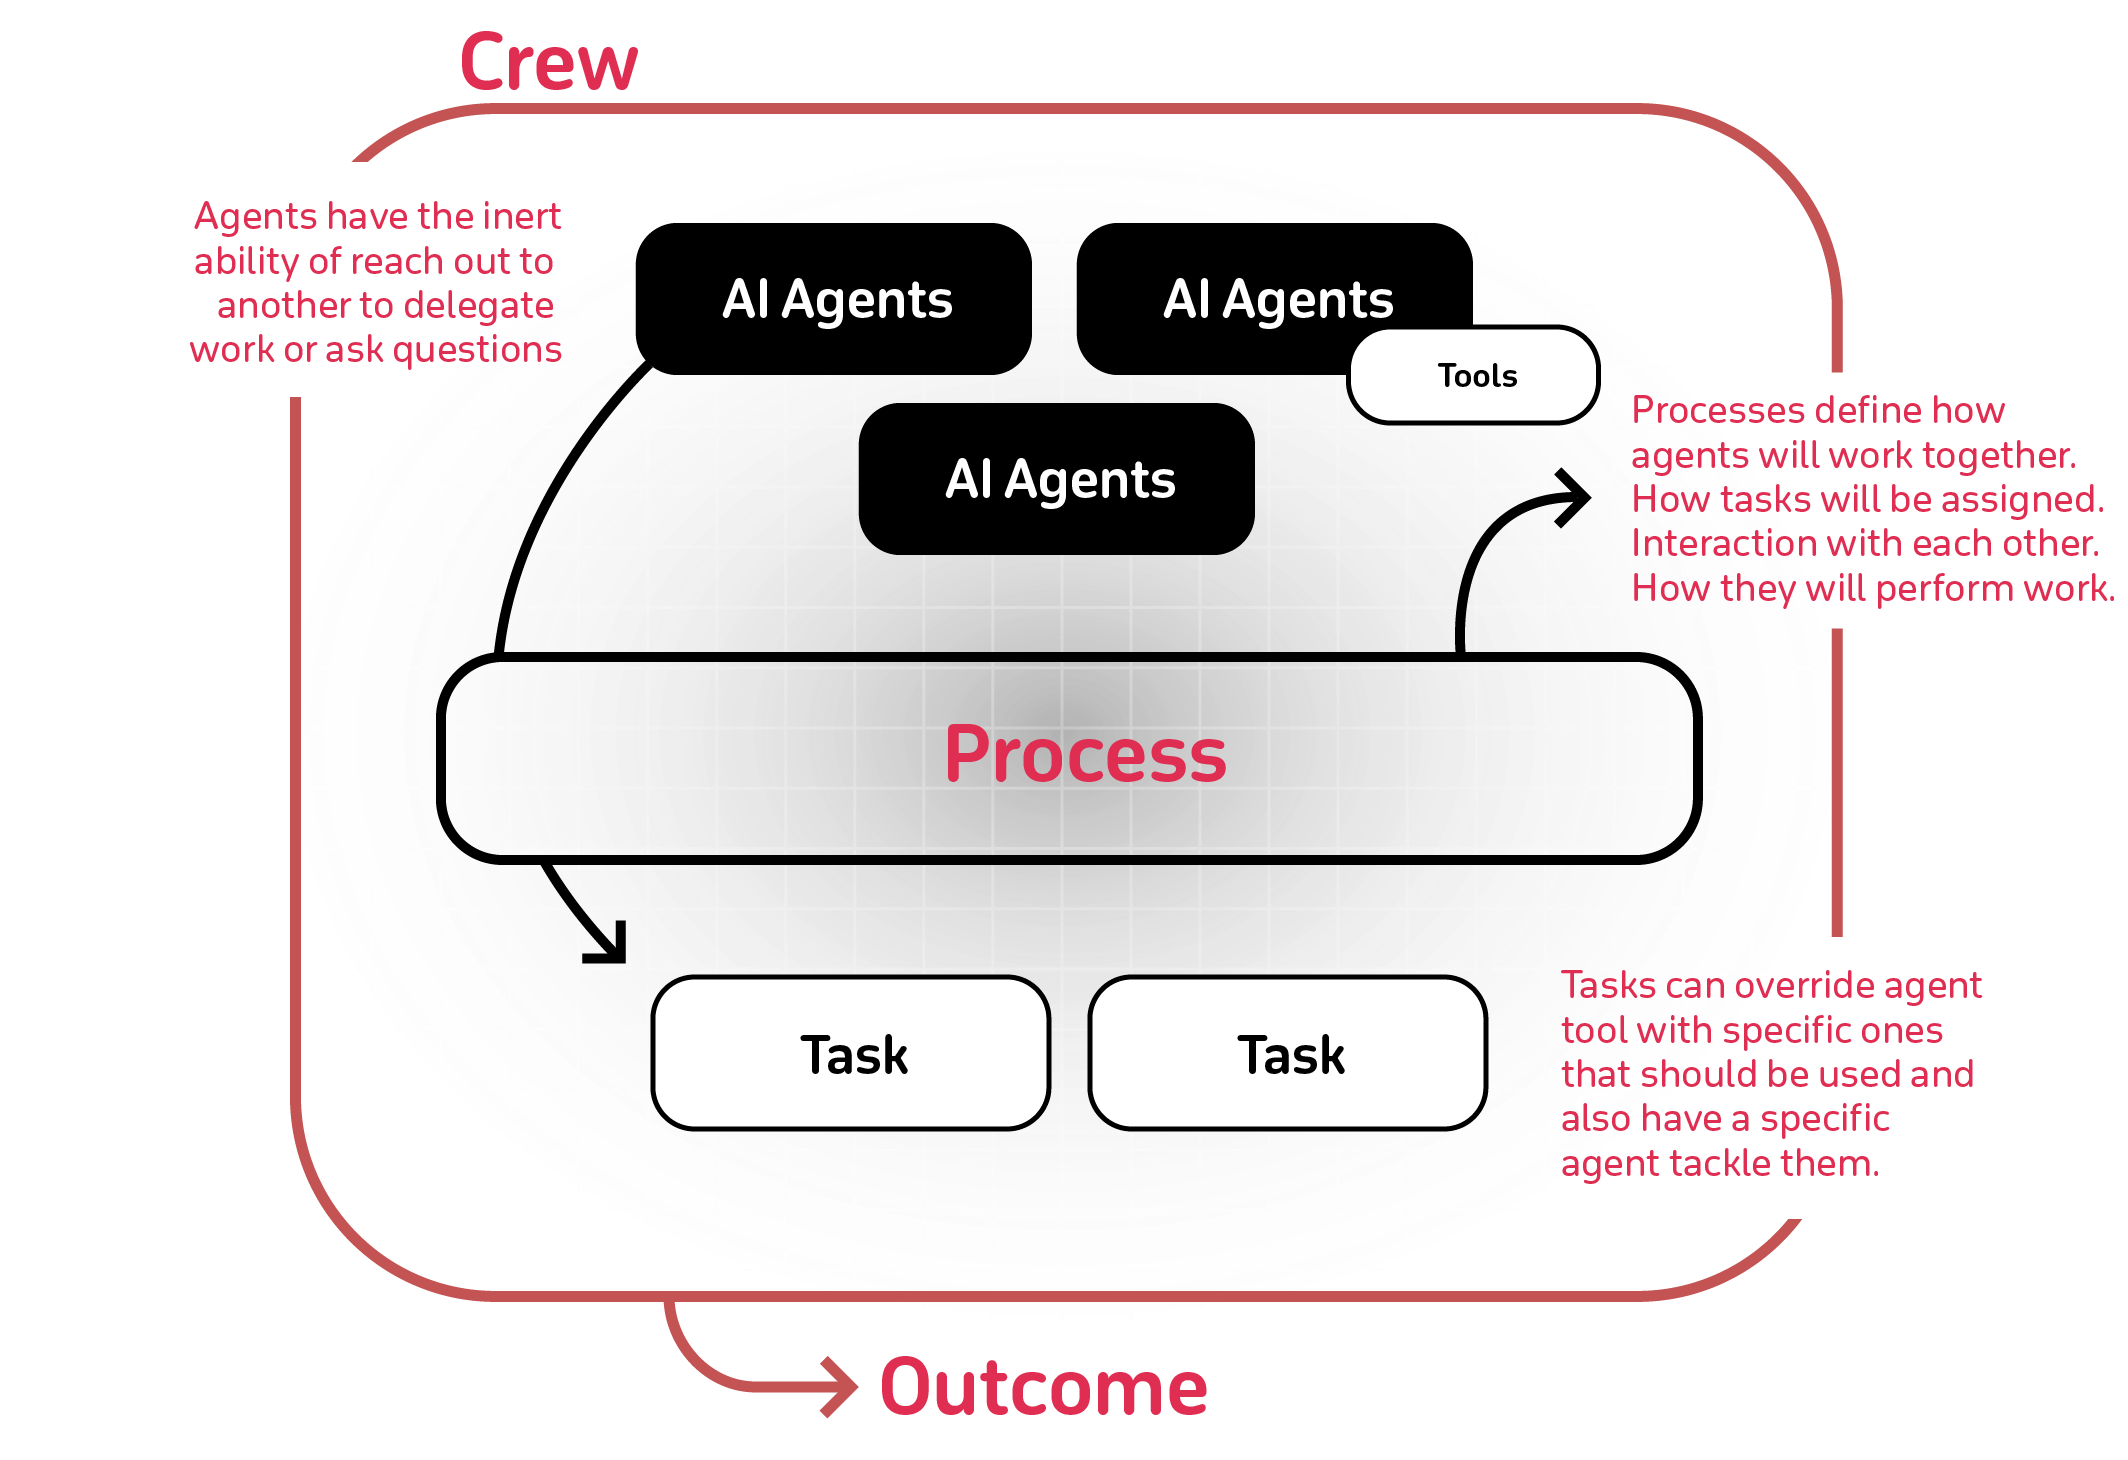 Crew
Agents have the inert
ability of reach out to
another to delegate
work or ask questions
AI Agents
AI Agents
Tools
AI Agents
Processes define how
agents will work together.
How tasks will be assigned.
Interaction with each other.
How they will perform work.
Process
Task
Task
Tasks can override agent
tool with specific ones
that should be used and
also have a specific
agent tackle them.
Outcome